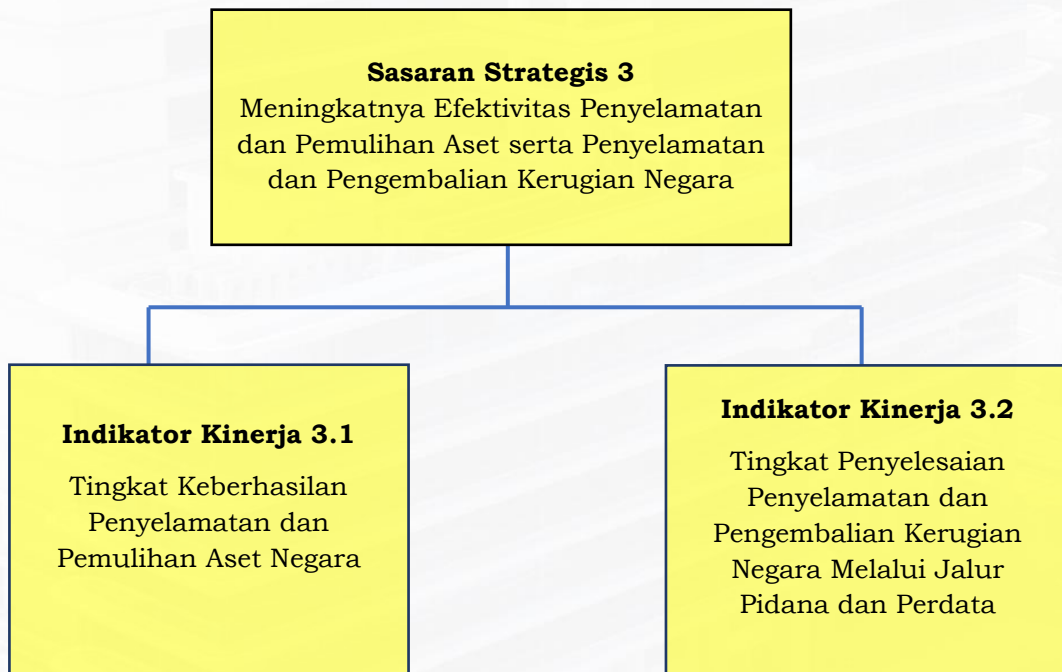 Sasaran Strategis 3
Meningkatnya Efektivitas Penyelamatan
dan Pemulihan Aset serta Penyelamatan
dan Pengembalian Kerugian Negara
Indikator Kinerja 3.1
Tingkat Keberhasilan
Penyelamatan dan
Pemulihan Aset Negara
Indikator Kinerja 3.2
Tingkat Penyelesaian
Penyelamatan dan
Pengembalian Kerugian
Negara Melalui Jalur
Pidana dan Perdata